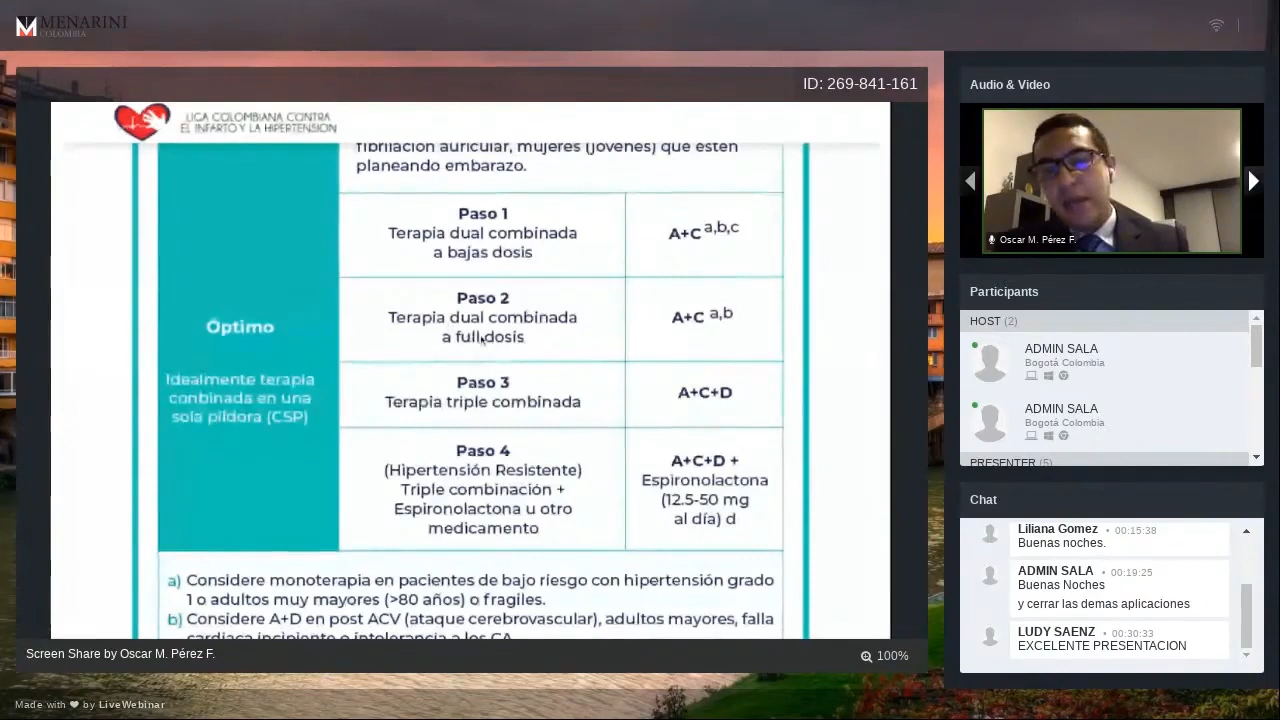 MENARINI
COLOMBIA
ID: 269-841-161
LIGA COLOMBIANA CONTRA
EL INFARTO Y LA HIPERTENSION
fibrilación auricular, mujeres (jóvenes) que estén
planeando embarazo.
Paso 1
Terapia dual combinada
a bajas dosis
A+C a,b,c
Paso 2
Terapia dual combinada
a full dosis
A+C a,b
Óptimo
Idealmente terapia
conbinada en una
sola píldora (CSP)
Paso 3
Terapia triple combinada
A+C+D
Paso 4
(Hipertensión Resistente)
Triple combinación +
Espironolactona u otro
medicamento
A+C+D +
Espironolactona
(12.5-50 mg
al día) d
a) Considere monoterapia en pacientes de bajo riesgo con hipertensión grado
1 o adultos muy mayores (>80 años) o fragiles.
b) Considere A+D en post ACV (ataque cerebrovascular), adultos mayores, falla
cardiaca incipiente o intolerancia a los CA
Screen Share by Oscar M. Pérez F.
100%
Made with ❤ by LiveWebinar
Audio & Video
Oscar M. Pérez F.
Participants
HOST (2)
ADMIN SALA
Bogotá Colombia
ADMIN SALA
Bogotá Colombia
PRESENTER (5)
Chat
Liliana Gomez • 00:15:38
Buenas noches.
ADMIN SALA • 00:19:25
Buenas Noches
y cerrar las demas aplicaciones
LUDY SAENZ • 00:30:33
EXCELENTE PRESENTACION